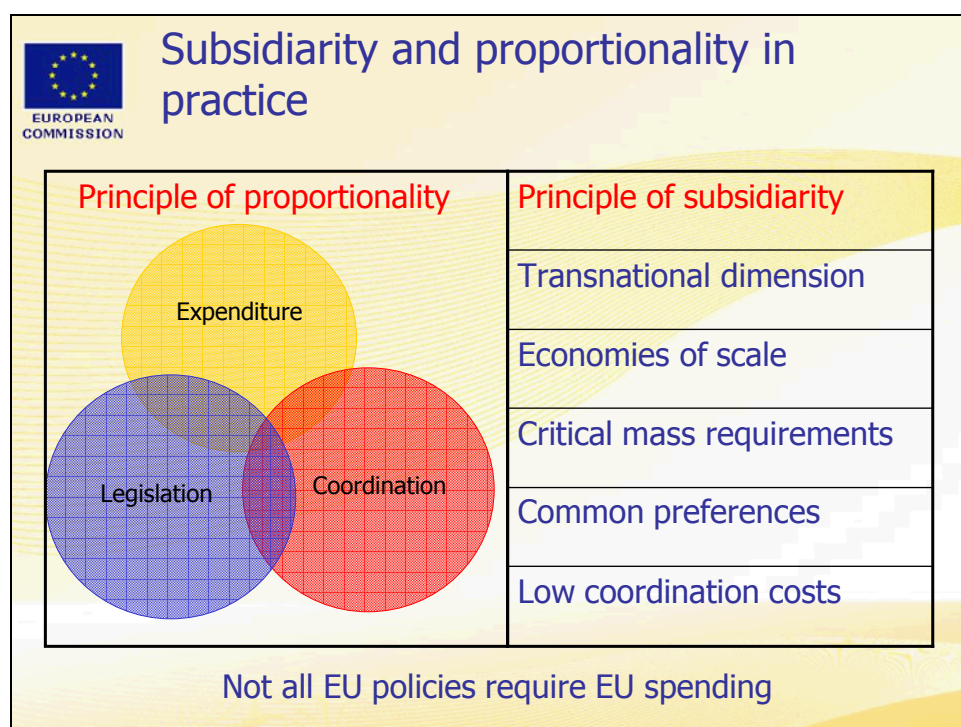 EUROPEAN
COMMISSION
Subsidiarity and proportionality in
practice
Principle of proportionality
Expenditure
Legislation
Coordination
Principle of subsidiarity
Transnational dimension
Economies of scale
Critical mass requirements
Common preferences
Low coordination costs
Not all EU policies require EU spending